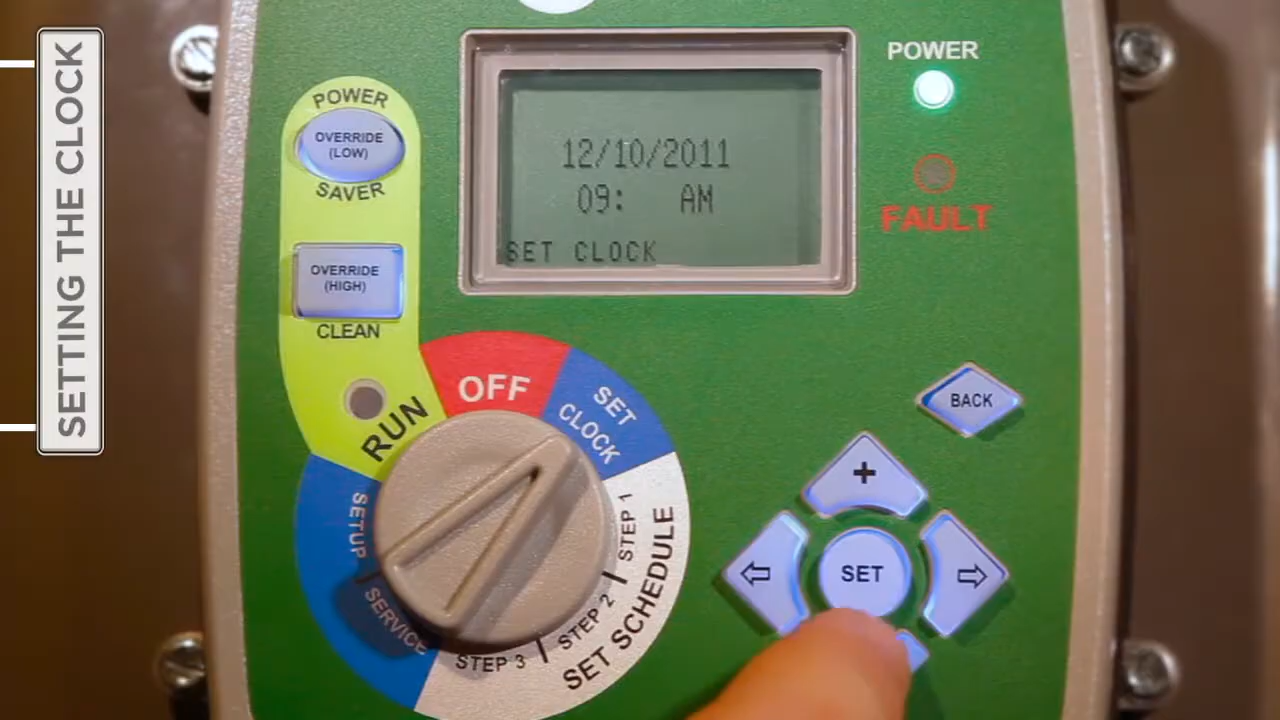 SETTING THE CLOCK
POWER
OVERRIDE
(LOW)
SAVER
OVERRIDE
(HIGH)
CLEAN
12/10/2011
09: AM
SET CLOCK
POWER
FAULT
RUN
OFF
SET
CLOCK
SETUP
SERVICE
STEP 1
STEP 2
STEP 3
SET SCHEDULE
BACK
+
SET